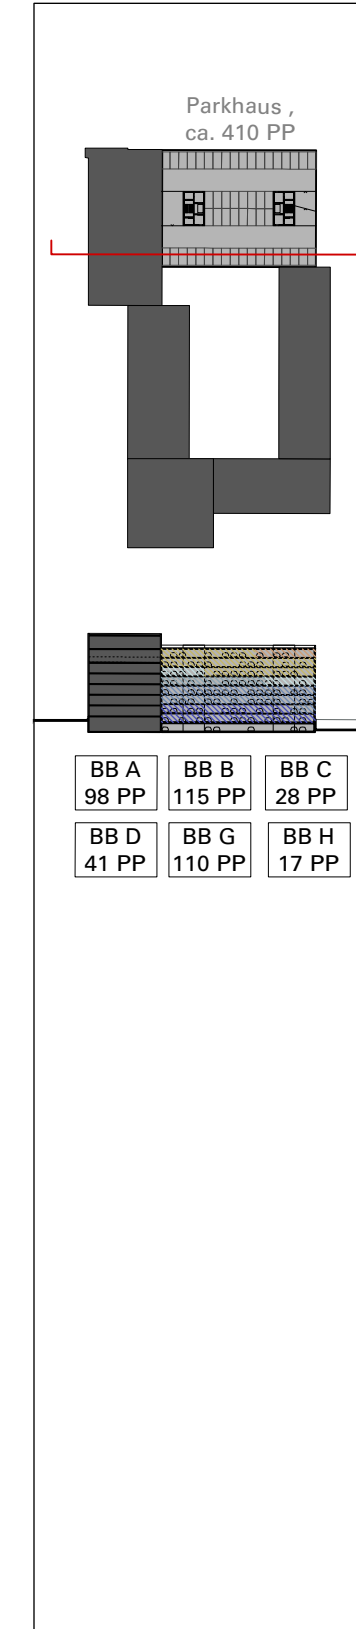 Parkhaus ,
ca. 410 PP
BB A
98 PP
BB B
115 PP
BB C
28 PP
BB D
41 PP
BB G
110 PP
BB H
17 PP